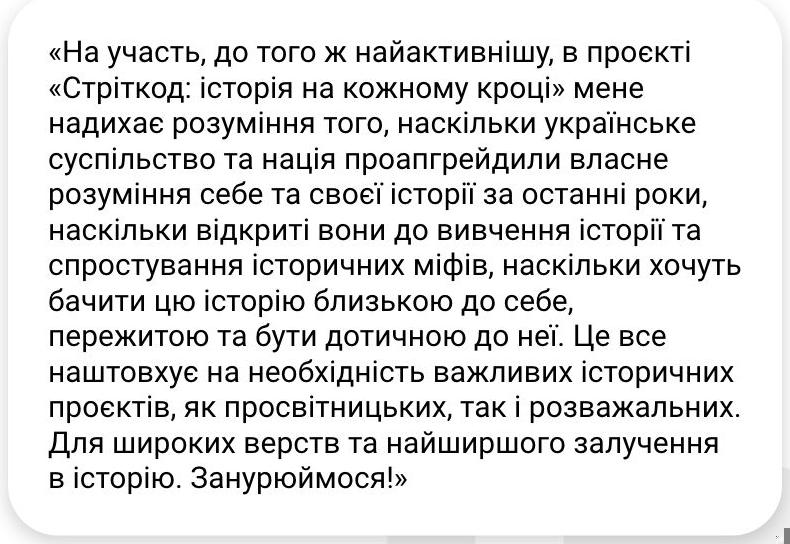 «На участь, до того ж найактивнішу, в проєкті
«Стріткод: історія на кожному кроці» мене
надихає розуміння того, наскільки українське
суспільство та нація проапгрейдили власне
розуміння себе та своєї історії за останні роки,
наскільки відкриті вони до вивчення історії та
спростування історичних міфів, наскільки хочуть
бачити цю історію близькою до себе,
пережитою та бути дотичною до неї. Це все
наштовхує на необхідність важливих історичних
проєктів, як просвітницьких, так і розважальних.
Для широких верств та найширшого залучення
в історію. Занурюймося!»